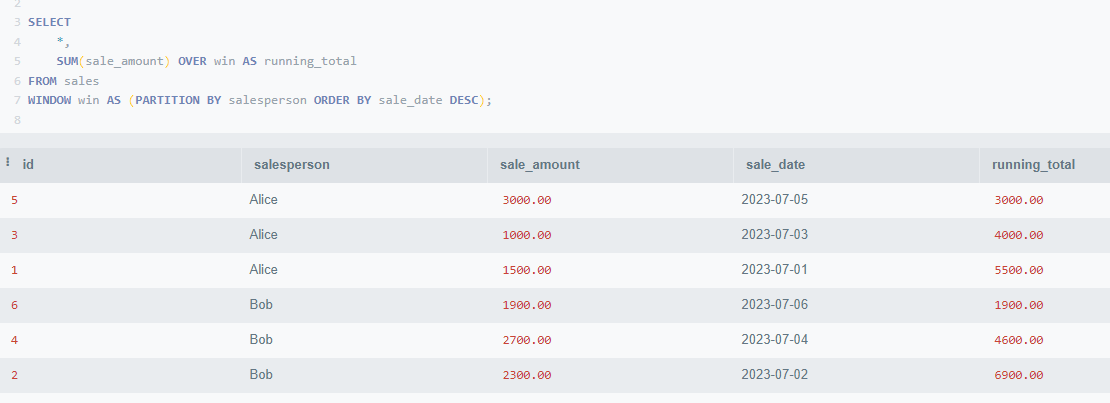 2
3 SELECT
4 *,
5 SUM(sale_amount) OVER win AS running_total
6 FROM sales
7 WINDOW win AS (PARTITION BY salesperson ORDER BY sale_date DESC);
8
id salesperson sale_amount sale_date running_total
5 Alice 3000.00 2023-07-05 3000.00
3 Alice 1000.00 2023-07-03 4000.00
1 Alice 1500.00 2023-07-01 5500.00
6 Bob 1900.00 2023-07-06 1900.00
4 Bob 2700.00 2023-07-04 4600.00
2 Bob 2300.00 2023-07-02 6900.00